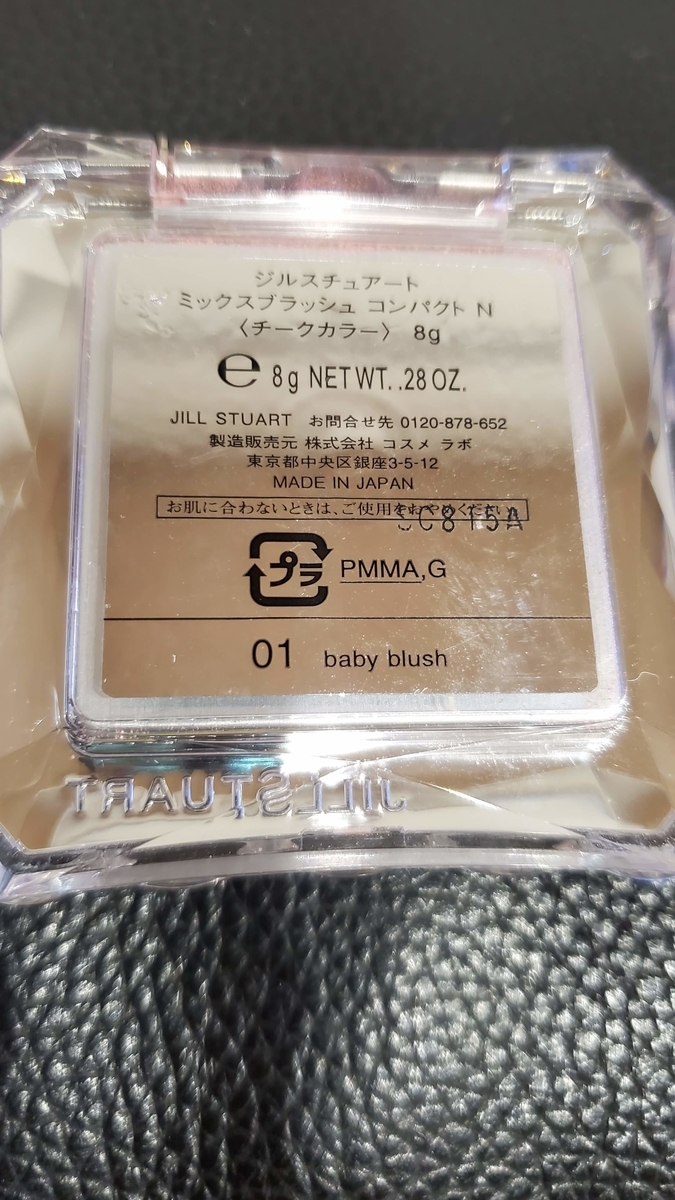 ジルスチュアート
ミックスブラッシュ コンパクト N
〈チークカラー〉 8g
℮ 8g NET WT. .28 OZ.
JILL STUART お問合せ先 0120-878-652
製造販売元 株式会社 コスメ ラボ
東京都中央区銀座3-5-12
MADE IN JAPAN
お肌に合わないときは、ご使用をおやめください
SC815A
プラ PMMA,G
01 baby blush
JILLSTUART